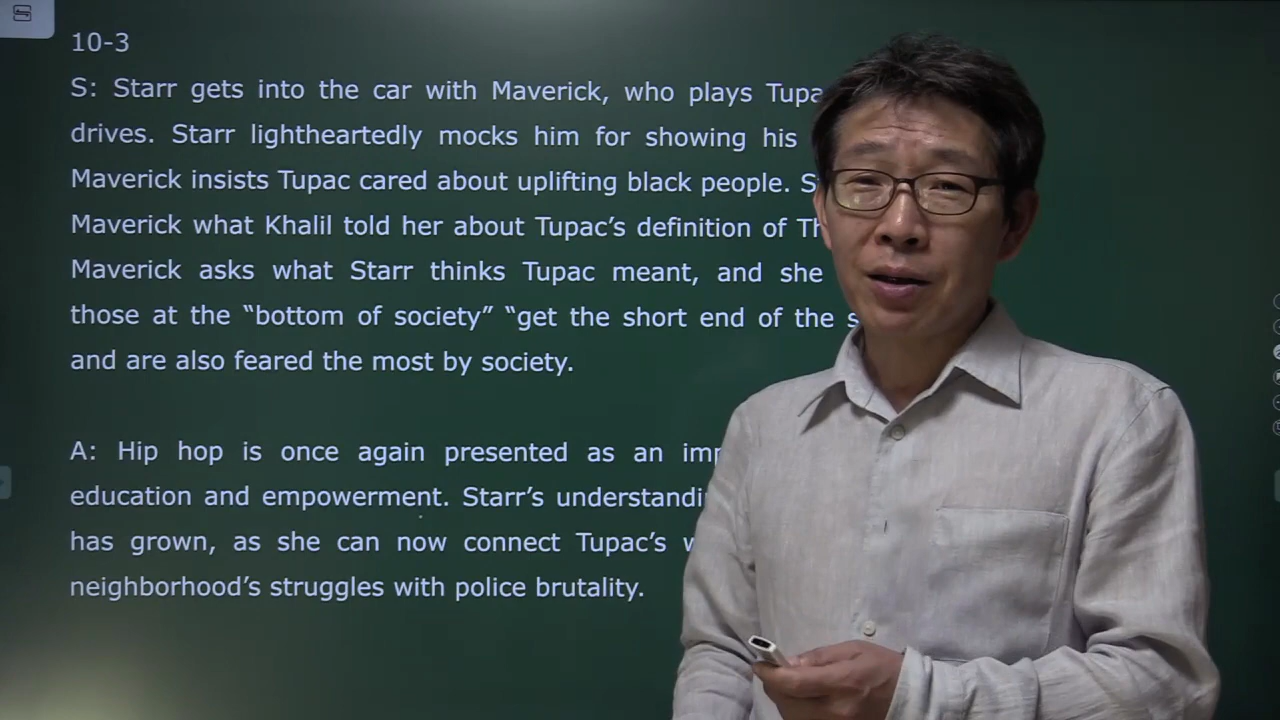 10-3
S: Starr gets into the car with Maverick, who plays
drives. Starr lightheartedly mocks him for showing his
Maverick insists Tupac cared about uplifting black people.
Maverick what Khalil told her about Tupac’s definition of
Maverick asks what Starr thinks Tupac meant, and she
those at the “bottom of society” “get the short end of the
and are also feared the most by society.
A: Hip hop is once again presented as an
education and empowerment. Starr’s
has grown, as she can now connect Tupac’s
neighborhood’s struggles with police brutality.